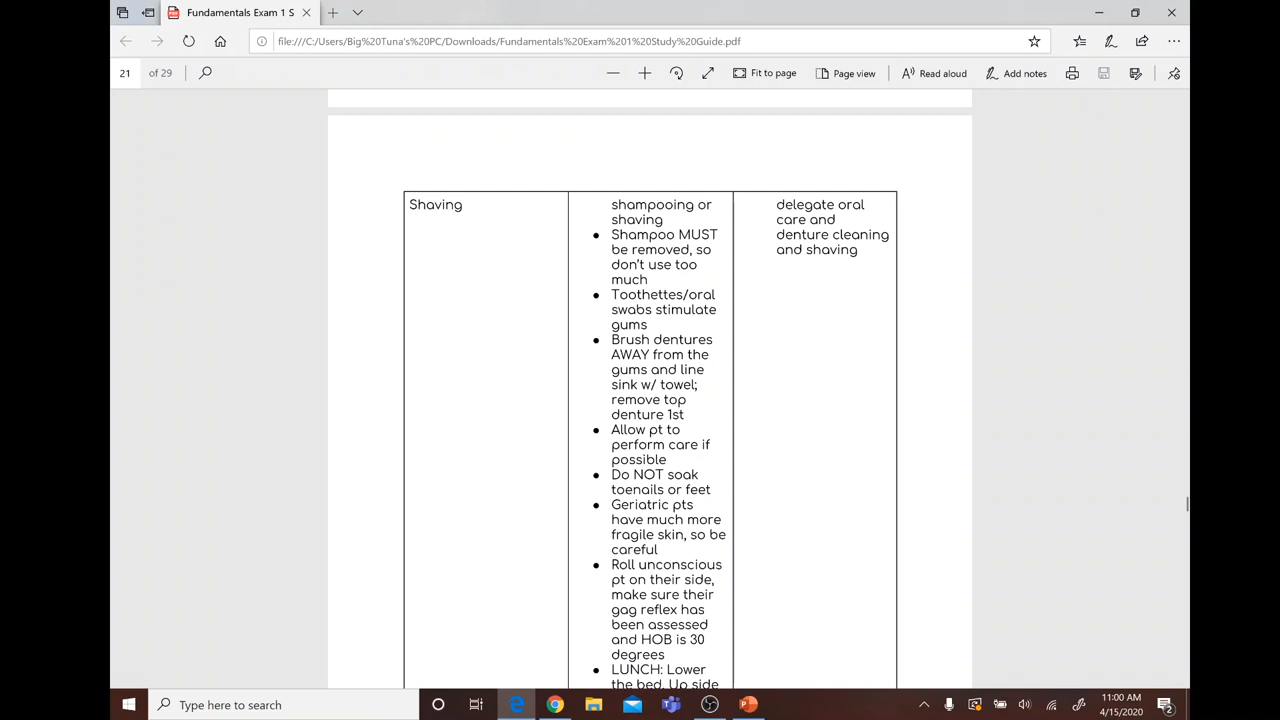 Fundamentals Exam 1 S
file:///C:/Users/Big%20Tuna's%20PC/Downloads/Fundamentals%20Exam%201%20Study%20Guide.pdf
21 of 29
Fit to page
Page view
Read aloud
Add notes
Shaving
shampooing or
shaving
• Shampoo MUST
be removed, so
don't use too
much
• Toothettes/oral
swabs stimulate
gums
• Brush dentures
AWAY from the
gums and line
sink w/ towel;
remove top
denture 1st
• Allow pt to
perform care if
possible
• Do NOT soak
toenails or feet
• Geriatric pts
have much more
fragile skin, so be
careful
• Roll unconscious
pt on their side,
make sure their
gag reflex has
been assessed
and HOB is 30
degrees
• LUNCH: Lower
the bed, Up side
delegate oral
care and
denture cleaning
and shaving
Type here to search
11:00 AM
4/15/2020
2